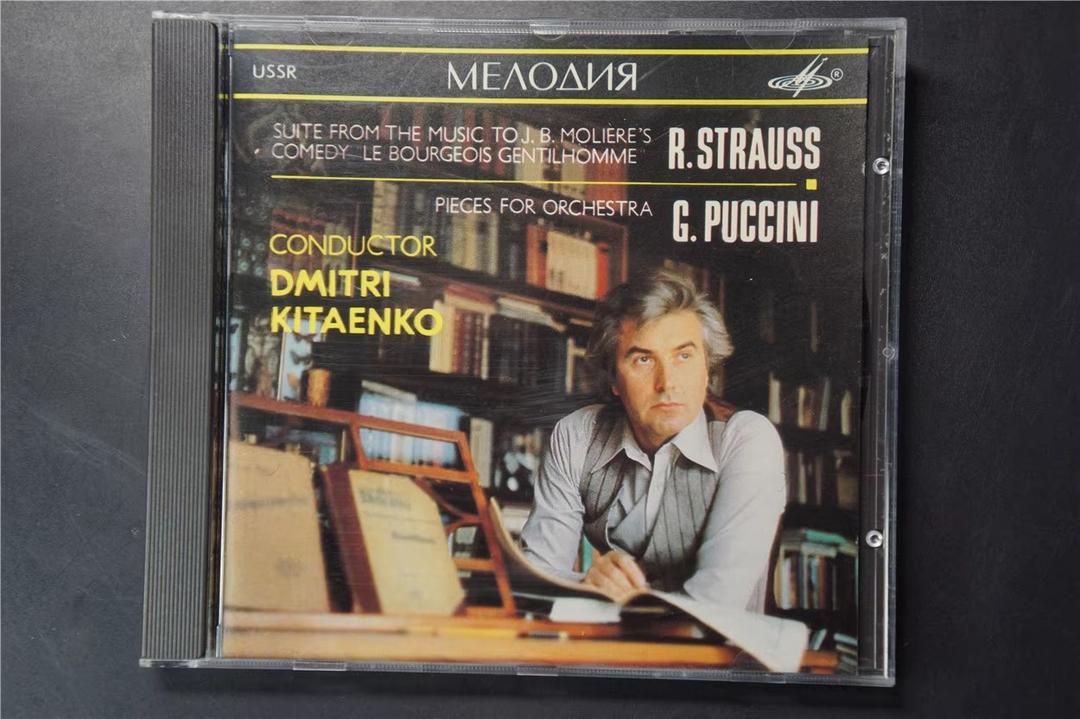 USSR
МЕЛОДИЯ
®
SUITE FROM THE MUSIC TO J. B. MOLIÈRE'S
COMEDY LE BOURGEOIS GENTILHOMME
R. STRAUSS
PIECES FOR ORCHESTRA
G. PUCCINI
CONDUCTOR
DMITRI
KITAENKO